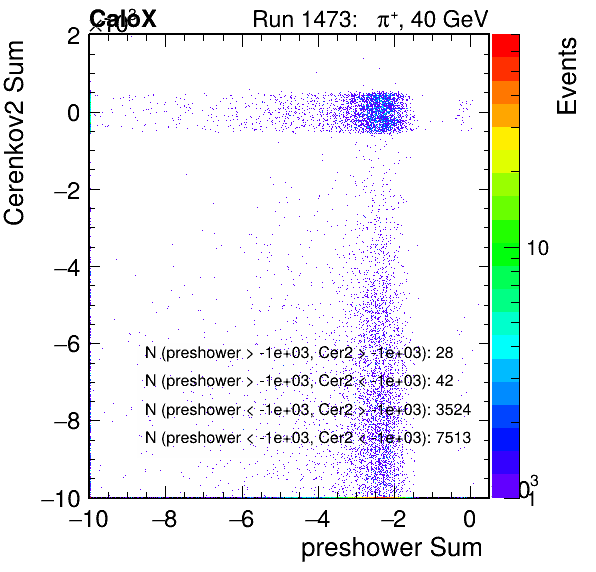 ×10³
CaloX
Run 1473: π⁺, 40 GeV
Cerenkov2 Sum
Events
2
0
−2
−4
−6
−8
−10
10
1
N (preshower > -1e+03, Cer2 > -1e+03): 28
N (preshower > -1e+03, Cer2 < -1e+03): 42
N (preshower < -1e+03, Cer2 > -1e+03): 3524
N (preshower < -1e+03, Cer2 < -1e+03): 7513
−10 −8 −6 −4 −2 0
preshower Sum